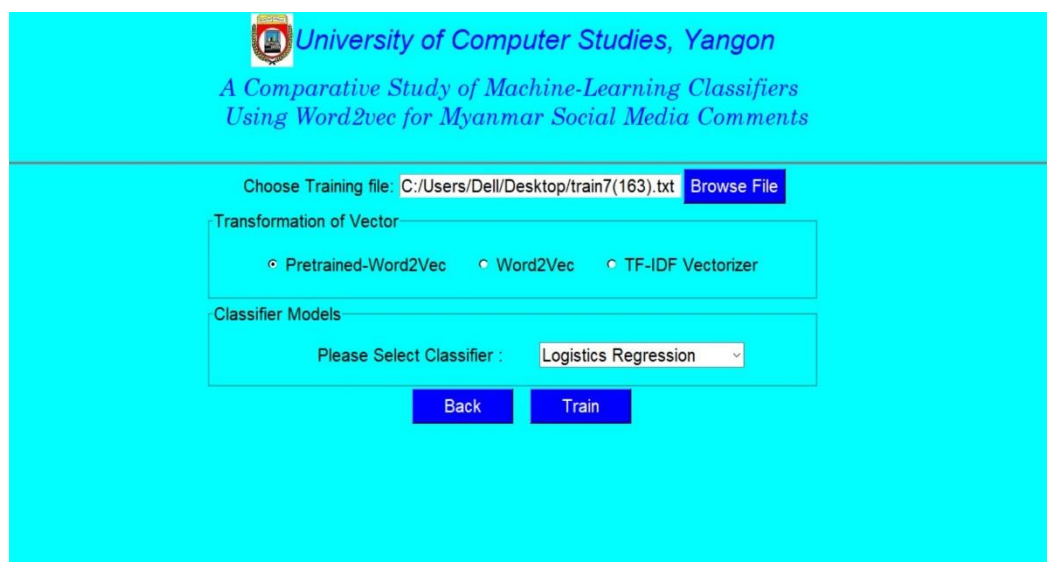 University of Computer Studies, Yangon
A Comparative Study of Machine-Learning Classifiers
Using Word2vec for Myanmar Social Media Comments
Choose Training file: C:/Users/Dell/Desktop/train7(163).txt Browse File
Transformation of Vector
Pretrained-Word2Vec Word2Vec TF-IDF Vectorizer
Classifier Models
Please Select Classifier : Logistics Regression
Back Train